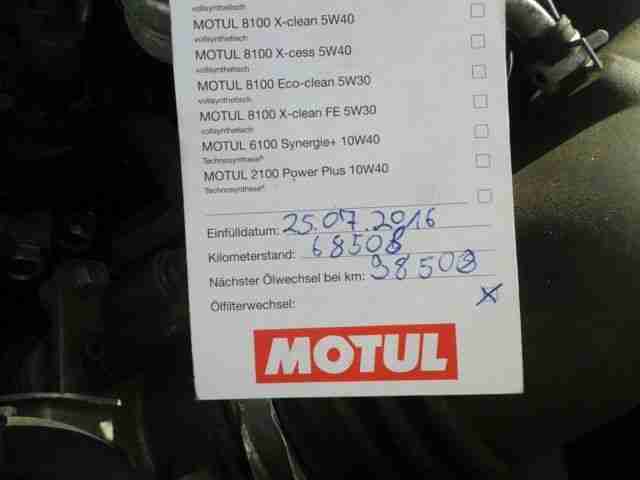 vollsynthetisch
MOTUL 8100 X-clean 5W40
vollsynthetisch
MOTUL 8100 X-cess 5W40
vollsynthetisch
MOTUL 8100 Eco-clean 5W30
vollsynthetisch
MOTUL 8100 X-clean FE 5W30
vollsynthetisch
MOTUL 6100 Synergie+ 10W40
Technosynthese®
MOTUL 2100 Power Plus 10W40
Technosynthese®
Einfülldatum: 25.07.2016
Kilometerstand: 68508
Nächster Ölwechsel bei km: 98508
Ölfilterwechsel: X
MOTUL